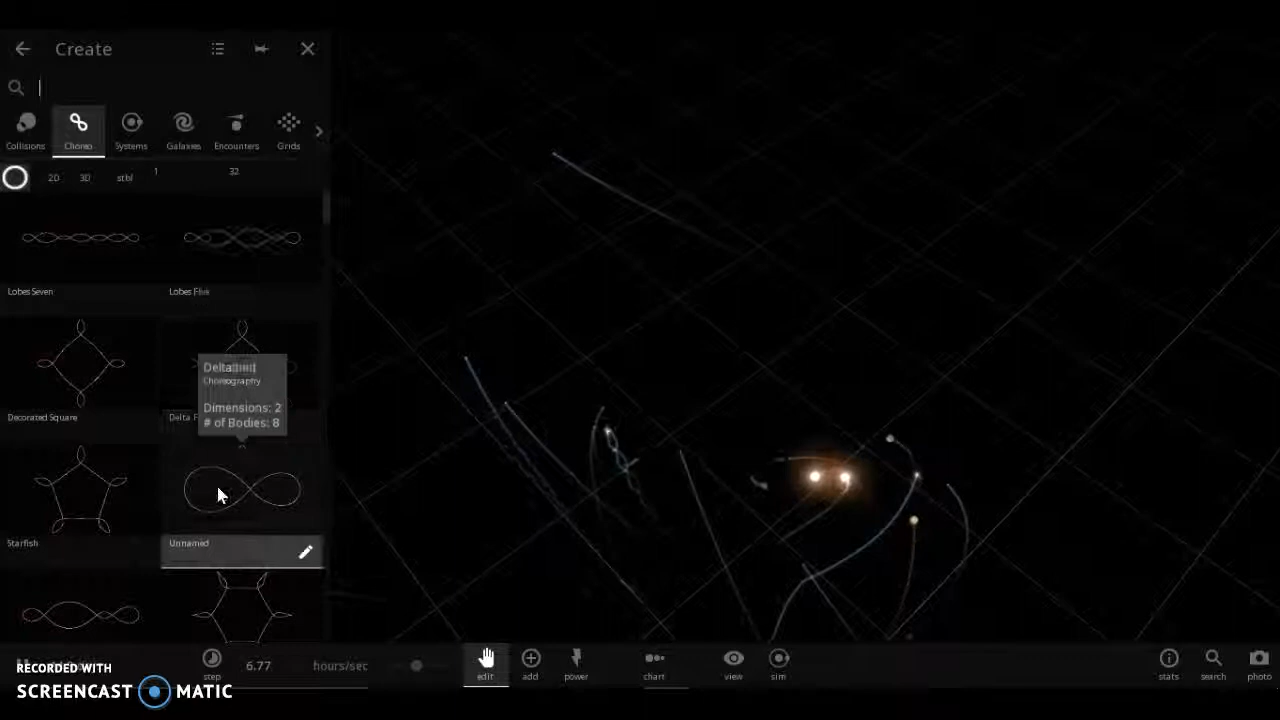 Create
Collisions Choreo Systems Galaxies Encounters Grids
2D 3D stbl 1 32
Lobes Seven Lobes Five
Delta
Choreography
Dimensions: 2
# of Bodies: 8
Decorated Square Delta
Starfish Unnamed
RECORDED WITH
SCREENCAST MATIC
step 6.77 hours/sec edit add power chart view sim stats search photo